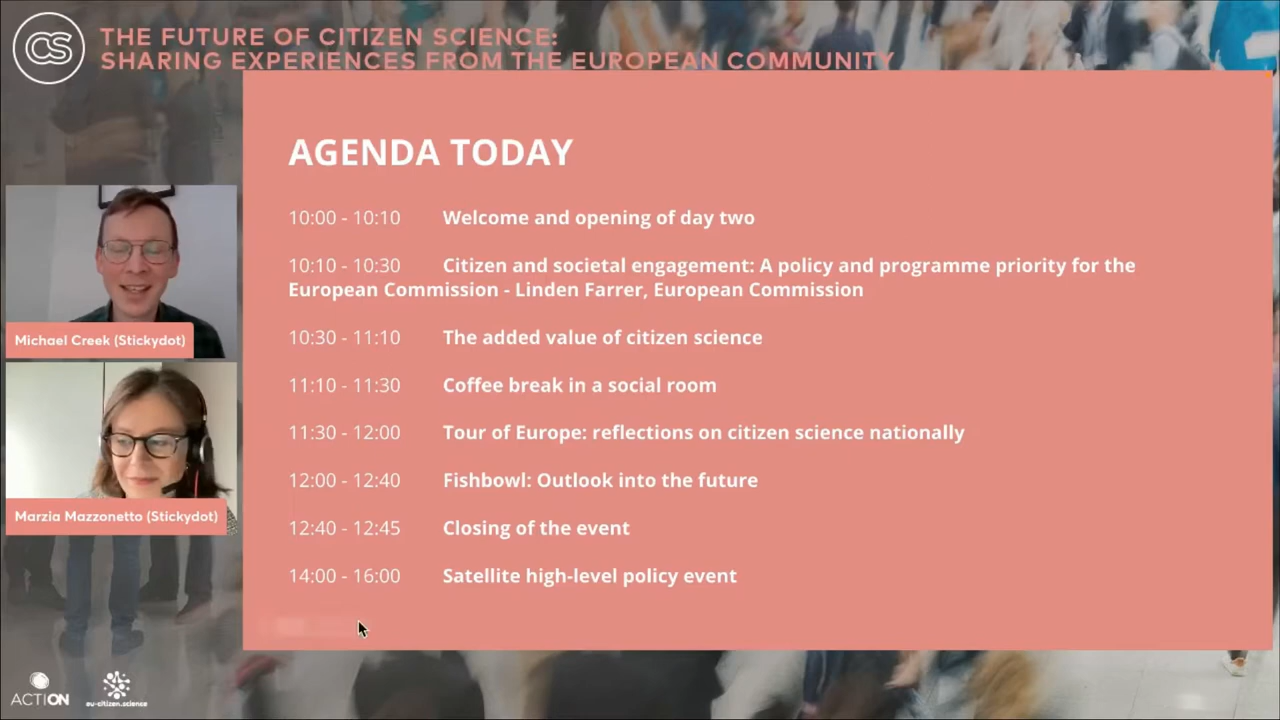 CS
THE FUTURE OF CITIZEN SCIENCE:
SHARING EXPERIENCES FROM THE EUROPEAN COMMUNITY
AGENDA TODAY
10:00 - 10:10 Welcome and opening of day two
10:10 - 10:30 Citizen and societal engagement: A policy and programme priority for the
European Commission - Linden Farrer, European Commission
10:30 - 11:10 The added value of citizen science
11:10 - 11:30 Coffee break in a social room
11:30 - 12:00 Tour of Europe: reflections on citizen science nationally
12:00 - 12:40 Fishbowl: Outlook into the future
12:40 - 12:45 Closing of the event
14:00 - 16:00 Satellite high-level policy event
Michael Creek (Stickydot)
Marzia Mazzonetto (Stickydot)
ACTION
eu-citizen.science